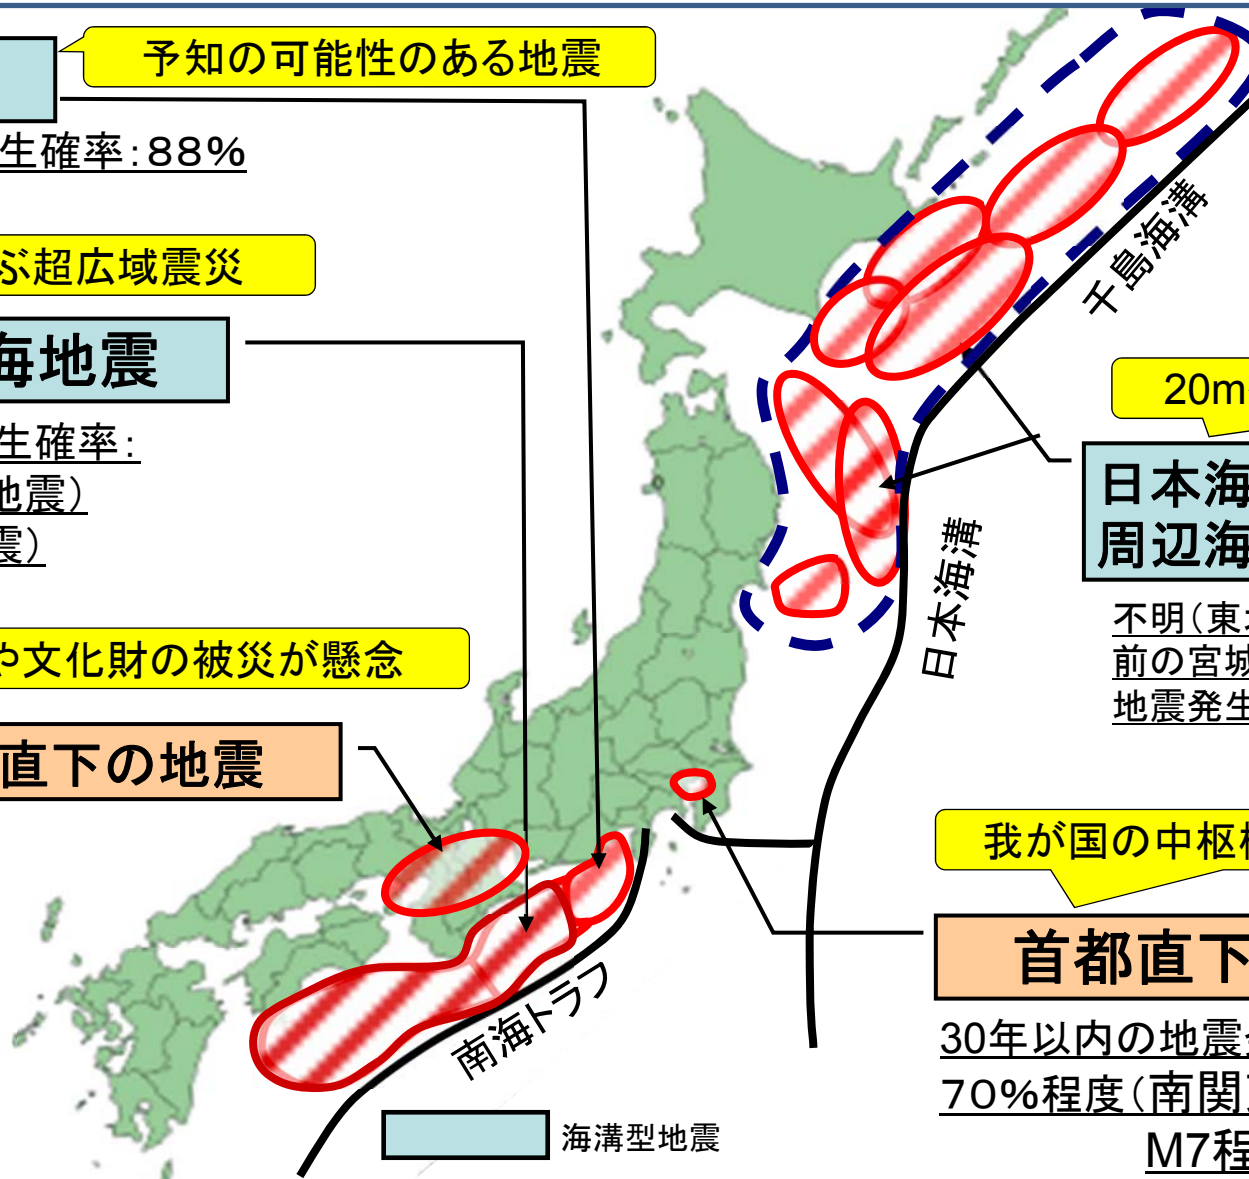 予知の可能性のある地震
生確率：８８％
ぶ超広域震災
海地震
生確率：
地震）
震）
や文化財の被災が懸念
直下の地震
千島海溝
20m
日本海
周辺海
日本海溝
不明（東北
前の宮城
地震発生
我が国の中枢機
首都直下
30年以内の地震発
70％程度（南関東
M7程
南海トラフ
海溝型地震